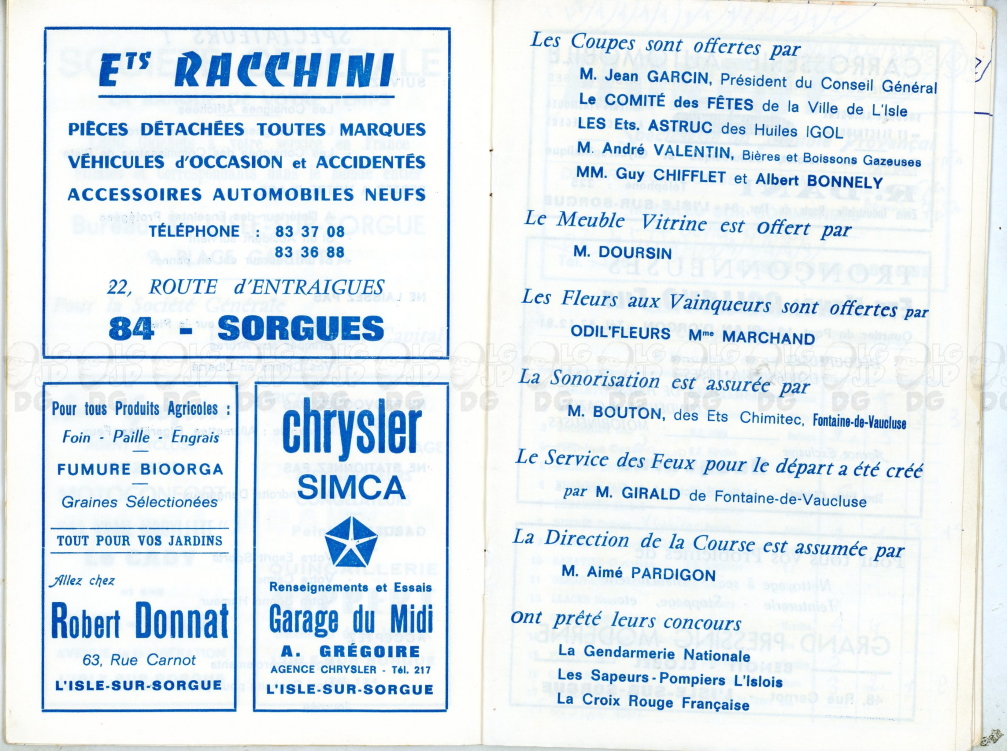 Ets RACCHINI
PIÈCES DÉTACHÉES TOUTES MARQUES
VÉHICULES d'OCCASION et ACCIDENTÉS
ACCESSOIRES AUTOMOBILES NEUFS
TÉLÉPHONE : 83 37 08
83 36 88
22, ROUTE D'ENTRAIGUES
84 - SORGUES
Pour tous Produits Agricoles :
Foin - Paille - Engrais
FUMURE BIOORGA
Graines Sélectionées
TOUT POUR VOS JARDINS
Allez chez
Robert Donnat
63, Rue Carnot
L'ISLE-SUR-SORGUE
chrysler
SIMCA
Renseignements et Essais
Garage du Midi
A. GRÉGOIRE
AGENCE CHRYSLER - Tél. 217
L'ISLE-SUR-SORGUE
Les Coupes sont offertes par
M. Jean GARCIN, Président du Conseil Général
Le COMITÉ des FÊTES de la Ville de L'Isle
LES Ets. ASTRUC des Huiles IGOL
M. André VALENTIN, Bières et Boissons Gazeuses
MM. Guy CHIFFLET et Albert BONNELY
Le Meuble Vitrine est offert par
M. DOURSIN
Les Fleurs aux Vainqueurs sont offertes par
ODIL'FLEURS Mme MARCHAND
La Sonorisation est assurée par
M. BOUTON, des Ets Chimitec, Fontaine-de-Vaucluse
Le Service des Feux pour le départ a été créé
par M. GIRALD de Fontaine-de-Vaucluse
La Direction de la Course est assumée par
M. Aimé PARDIGON
ont prêté leurs concours
La Gendarmerie Nationale
Les Sapeurs-Pompiers L'Islois
La Croix Rouge Française